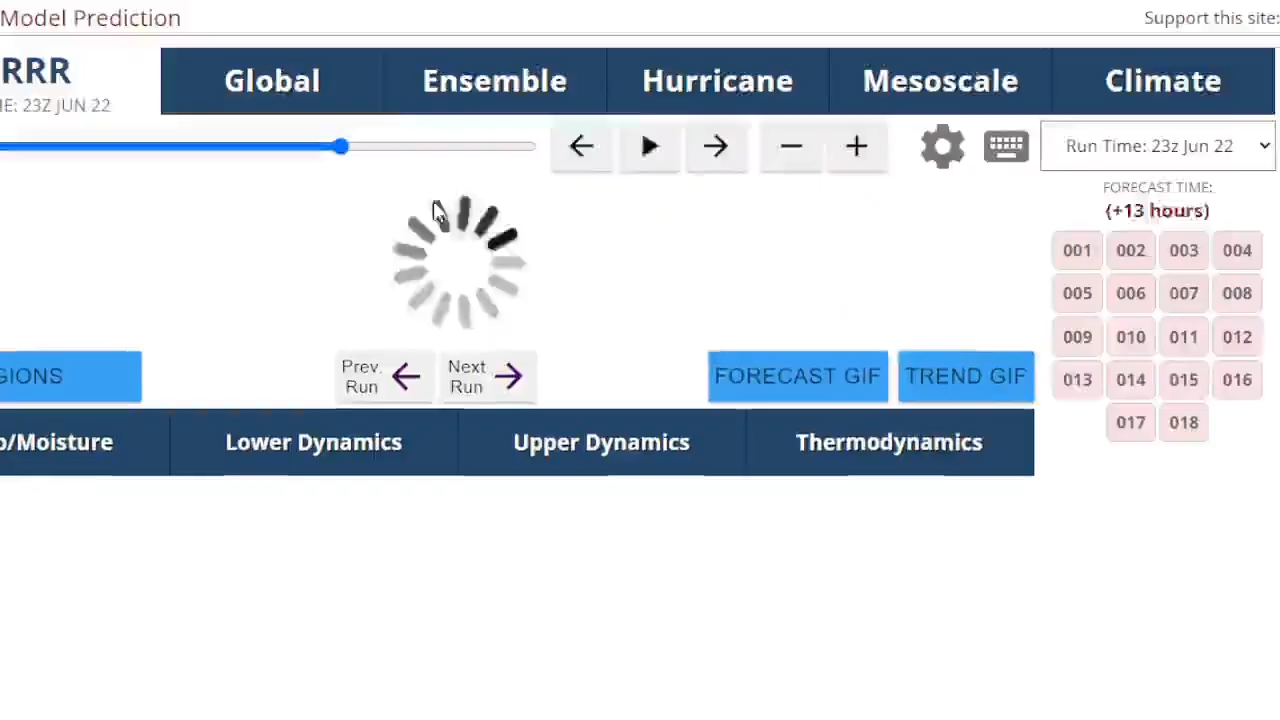 Model Prediction
Support this site:
RRR
Global
Ensemble
Hurricane
Mesoscale
Climate
E: 23Z JUN 22
Run Time: 23z Jun 22
FORECAST TIME:
(+13 hours)
001 002 003 004
005 006 007 008
009 010 011 012
013 014 015 016
017 018
GIONS
Prev. Run
Next Run
FORECAST GIF
TREND GIF
p/Moisture
Lower Dynamics
Upper Dynamics
Thermodynamics